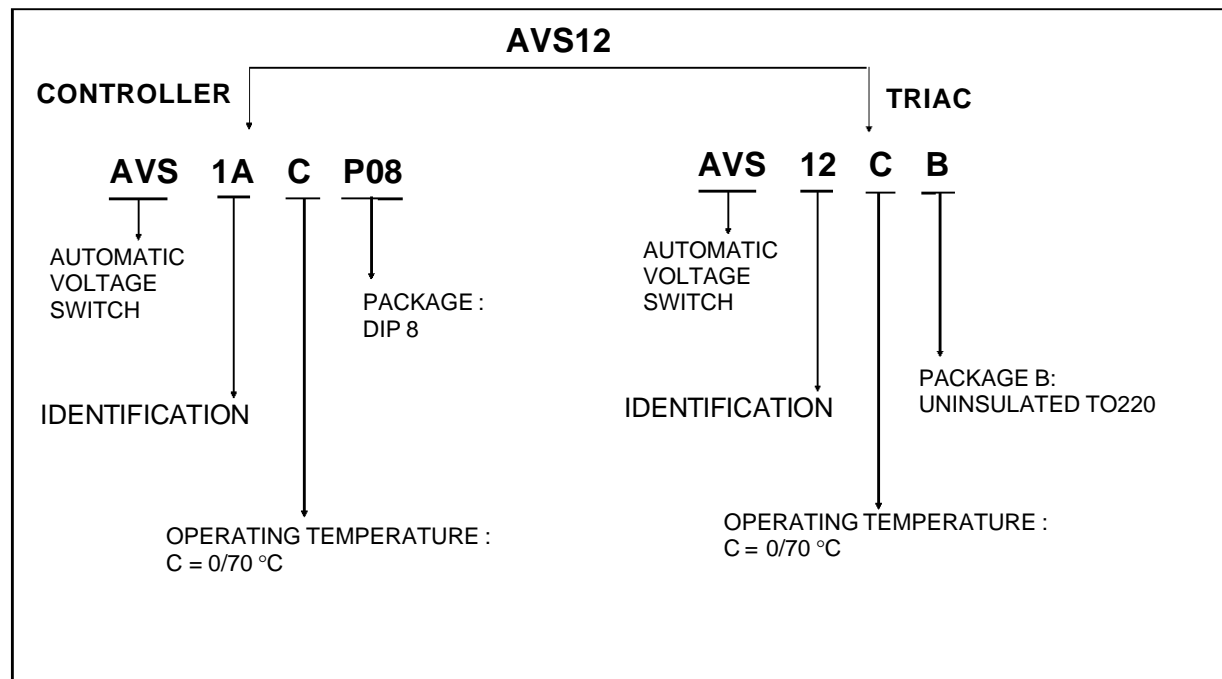 AVS12
CONTROLLER
TRIAC
AVS 1A C P08
AVS 12 C B
AUTOMATIC
VOLTAGE
SWITCH
PACKAGE :
DIP 8
IDENTIFICATION
OPERATING TEMPERATURE :
C = 0/70 °C
AUTOMATIC
VOLTAGE
SWITCH
PACKAGE B:
UNINSULATED TO220
IDENTIFICATION
OPERATING TEMPERATURE :
C = 0/70 °C